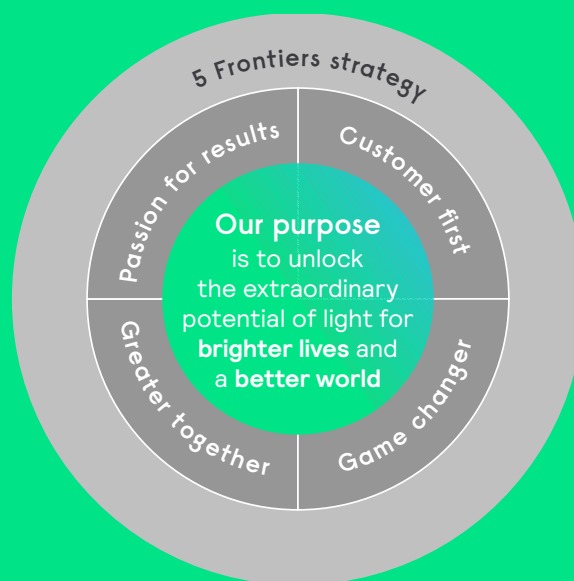 5 Frontiers strategy
Passion for results
Customer first
Our purpose
is to unlock
the extraordinary
potential of light for
brighter lives and
a better world
Greater together
Game changer